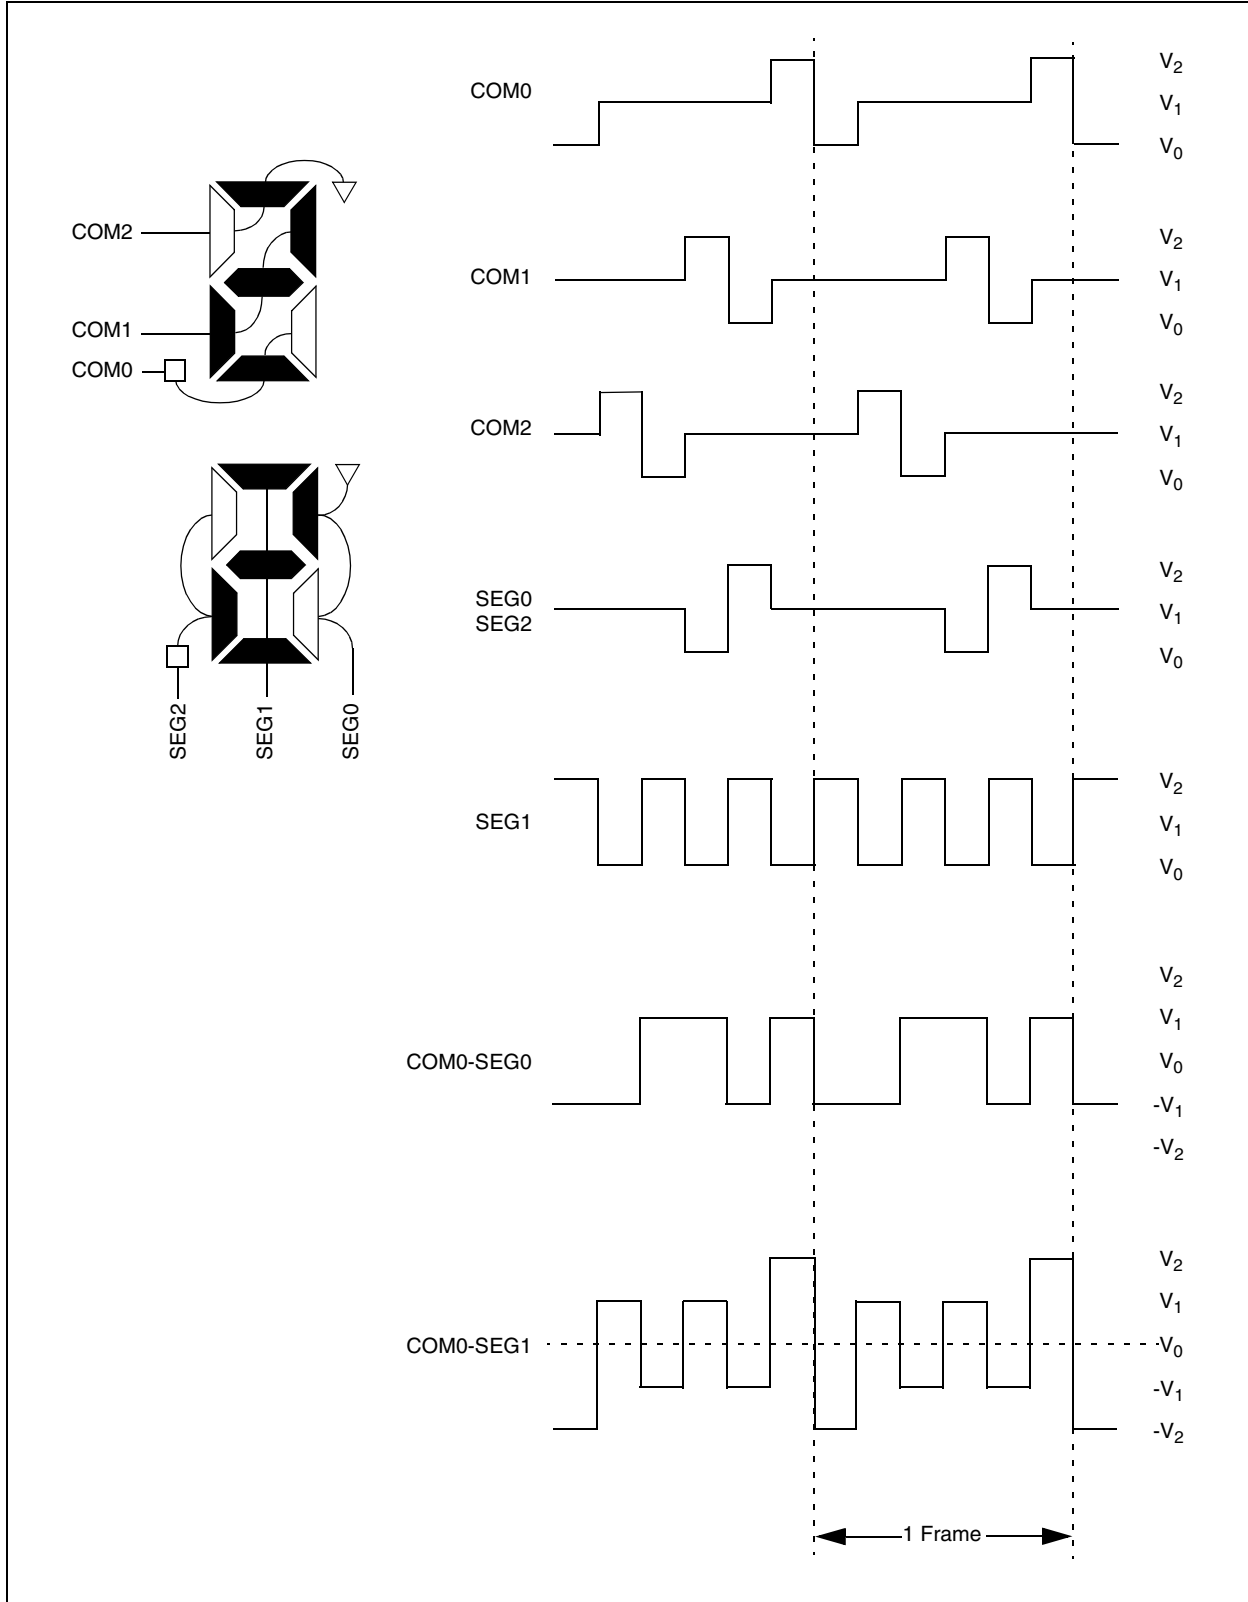 COM0
V2
V1
V0
COM2
COM1
COM0
COM1
V2
V1
V0
COM2
V2
V1
V0
SEG0
SEG2
V2
V1
V0
SEG2
SEG1
SEG0
SEG1
V2
V1
V0
COM0-SEG0
V2
V1
V0
-V1
-V2
COM0-SEG1
V2
V1
V0
-V1
-V2
1 Frame